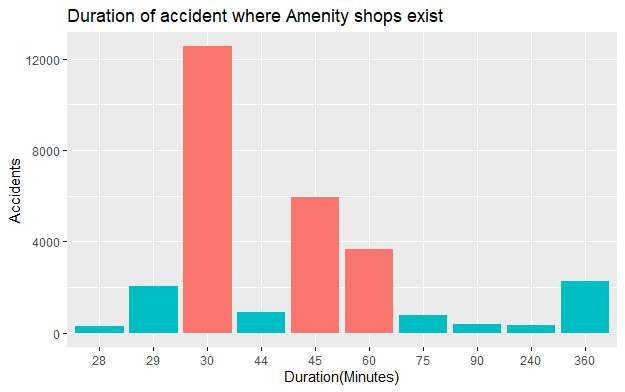 Duration of accident where Amenity shops exist
Accidents
12000
8000
4000
0
28 29 30 44 45 60 75 90 240 360
Duration(Minutes)